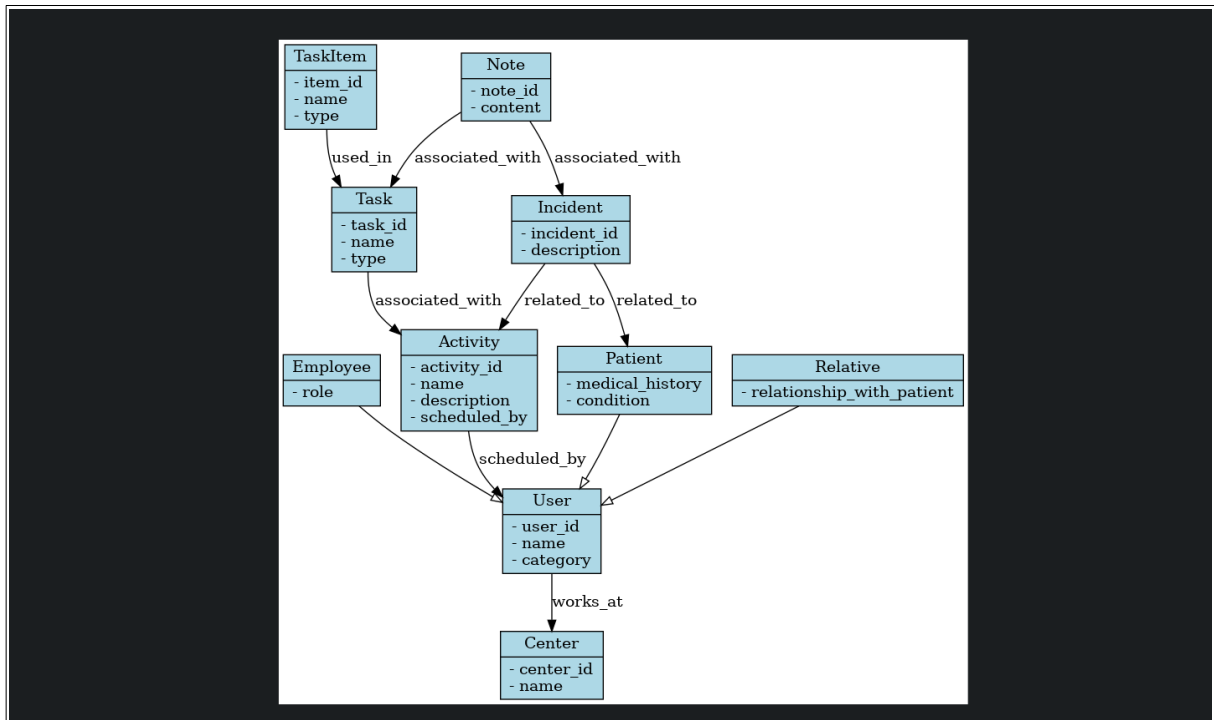 TaskItem
- item_id
- name
- type
Note
- note_id
- content
used_in
associated_with
associated_with
Task
- task_id
- name
- type
Incident
- incident_id
- description
associated_with
related_to
related_to
Employee
- role
Activity
- activity_id
- name
- description
- scheduled_by
Patient
- medical_history
- condition
Relative
- relationship_with_patient
scheduled_by
User
- user_id
- name
- category
works_at
Center
- center_id
- name